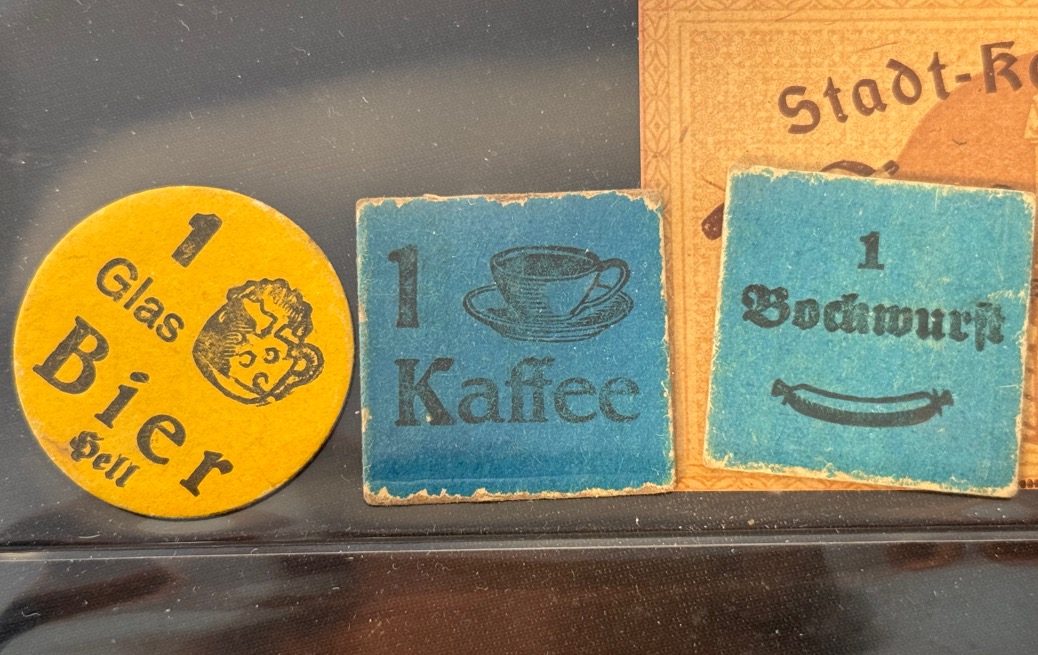 1
Glas
Bier
Hell
1
Kaffee
1
Bockwurst
Stadt-